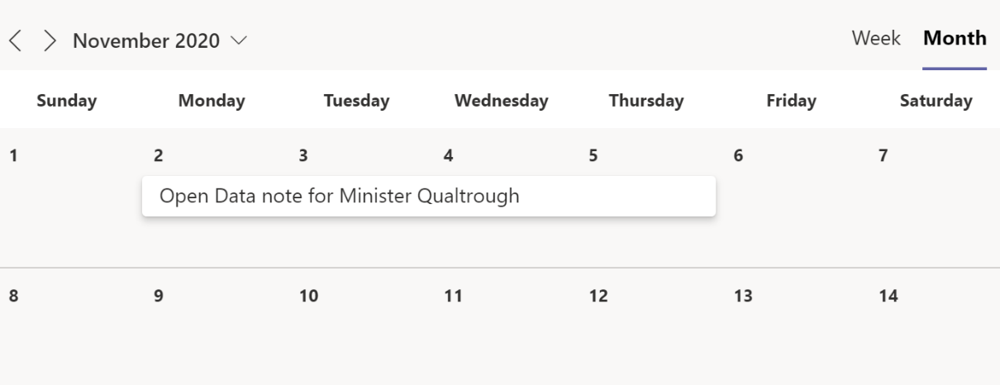 November 2020
Week Month
Sunday Monday Tuesday Wednesday Thursday Friday Saturday
1 2 3 4 5 6 7
Open Data note for Minister Qualtrough
8 9 10 11 12 13 14